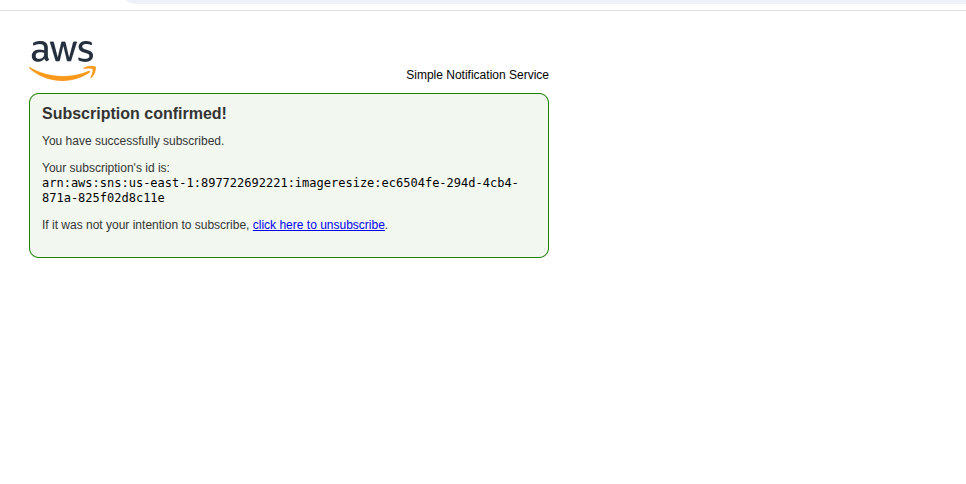 aws
Simple Notification Service
Subscription confirmed!
You have successfully subscribed.
Your subscription's id is:
arn:aws:sns:us-east-1:897722692221:imageresize:ec6504fe-294d-4cb4-
871a-825f02d8c11e
If it was not your intention to subscribe, click here to unsubscribe.